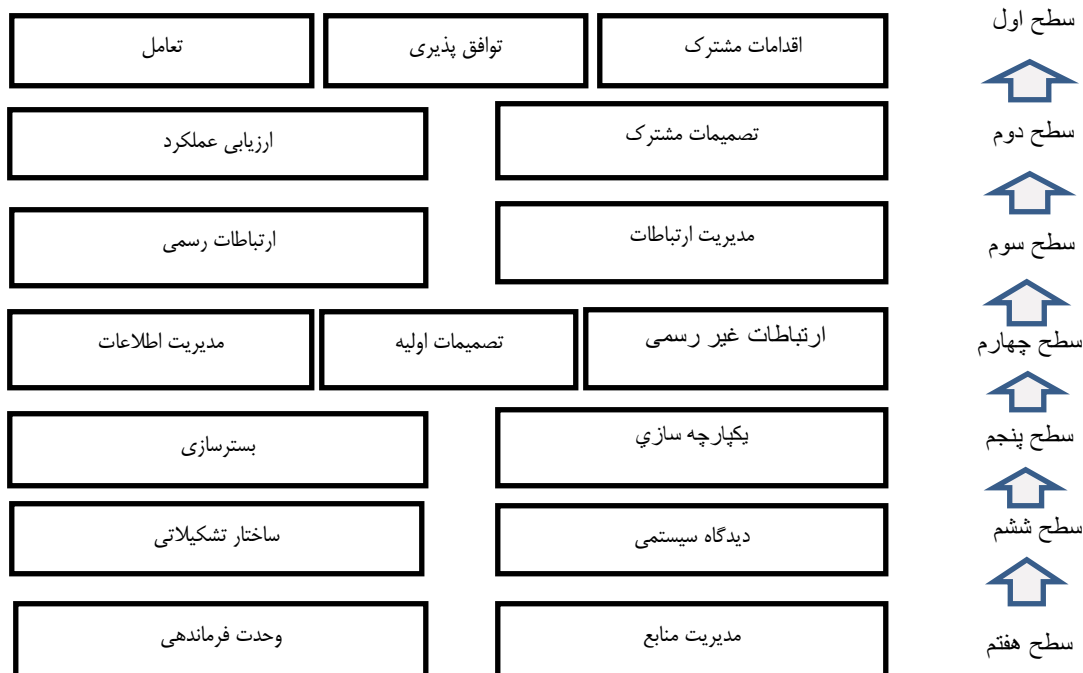 سطح اول
اقدامات مشترک
توافق پذیری
تعامل
سطح دوم
تصمیمات مشترک
ارزیابی عملکرد
سطح سوم
مدیریت ارتباطات
ارتباطات رسمی
سطح چهارم
ارتباطات غیر رسمی
تصمیمات اولیه
مدیریت اطلاعات
سطح پنجم
یکپارچه سازي
بسترسازی
سطح ششم
دیدگاه سیستمی
ساختار تشکیلاتی
سطح هفتم
مدیریت منابع
وحدت فرماندهی